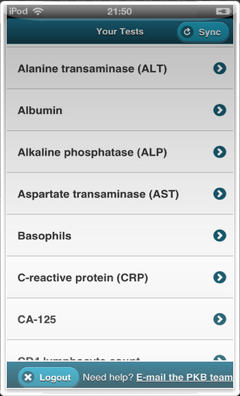 iPod 21:50
Your Tests Sync
Alanine transaminase (ALT)
Albumin
Alkaline phosphatase (ALP)
Aspartate transaminase (AST)
Basophils
C-reactive protein (CRP)
CA-125
CD4 lymphocyte count
Logout Need help? E-mail the PKB team